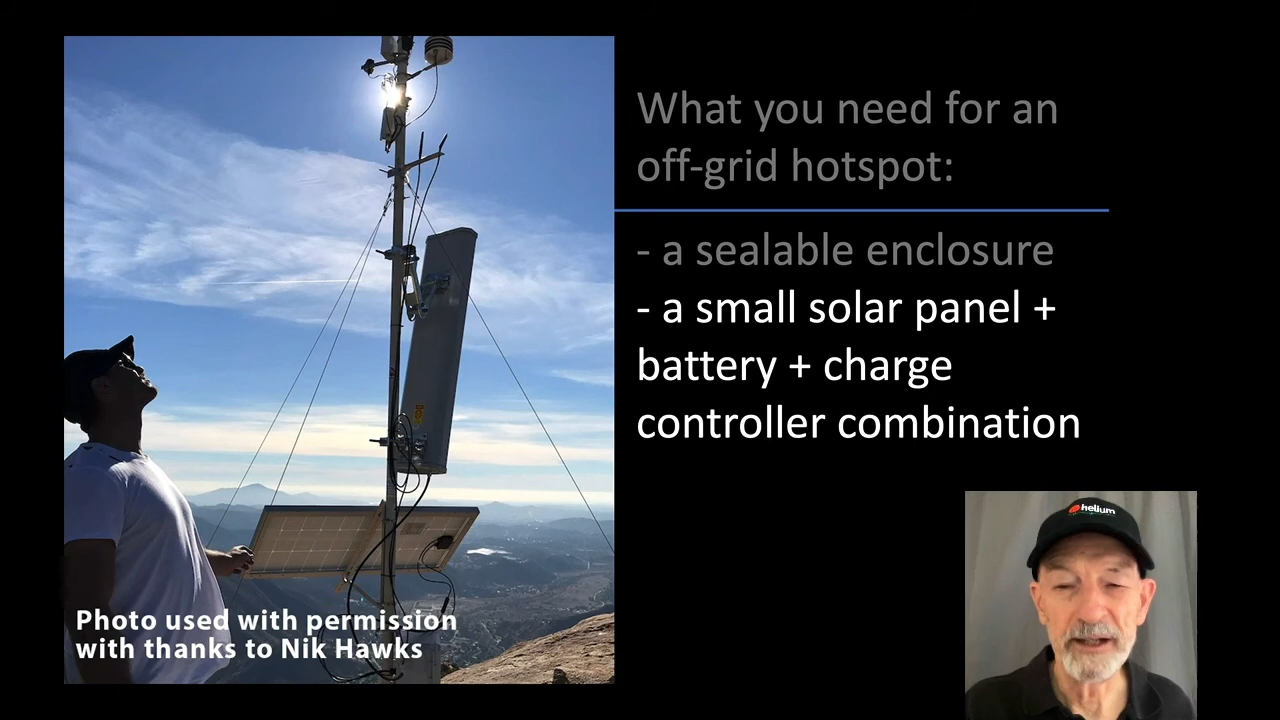 What you need for an
off-grid hotspot:
- a sealable enclosure
- a small solar panel +
battery + charge
controller combination
Photo used with permission
with thanks to Nik Hawks
helium